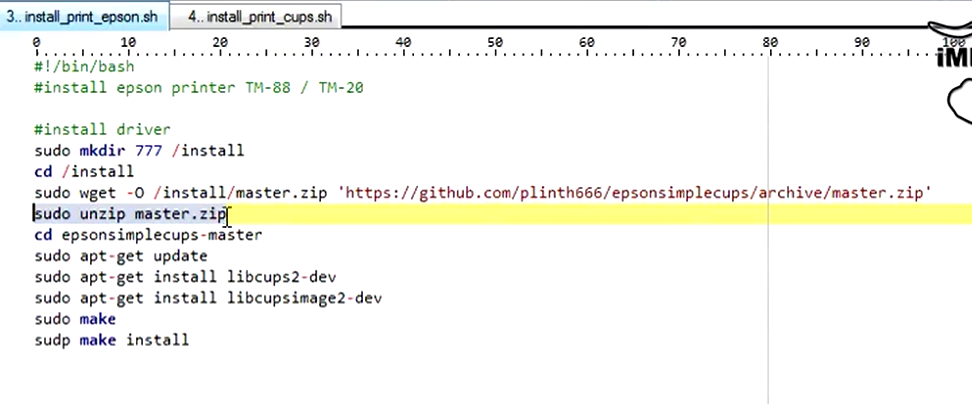 3.. install_print_epson.sh 4.. install_print_cups.sh
0 10 20 30 40 50 60 70 80 90 100
#!/bin/bash
#install epson printer TM-88 / TM-20
#install driver
sudo mkdir 777 /install
cd /install
sudo wget -O /install/master.zip 'https://github.com/plinth666/epsonsimplecups/archive/master.zip'
sudo unzip master.zip
cd epsonsimplecups-master
sudo apt-get update
sudo apt-get install libcups2-dev
sudo apt-get install libcupsimage2-dev
sudo make
sudp make install